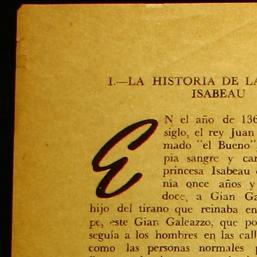 I.—LA HISTORIA DE LA
ISABEAU
EN el año de 136
siglo, el rey Juan
mado "el Bueno"
pia sangre y car
princesa Isabeau
nía once años y
doce, a Gian Ga
hijo del tirano que reinaba en
pe, este Gian Galeazzo, que po
seguía a los hombres en las call
como las personas normales p